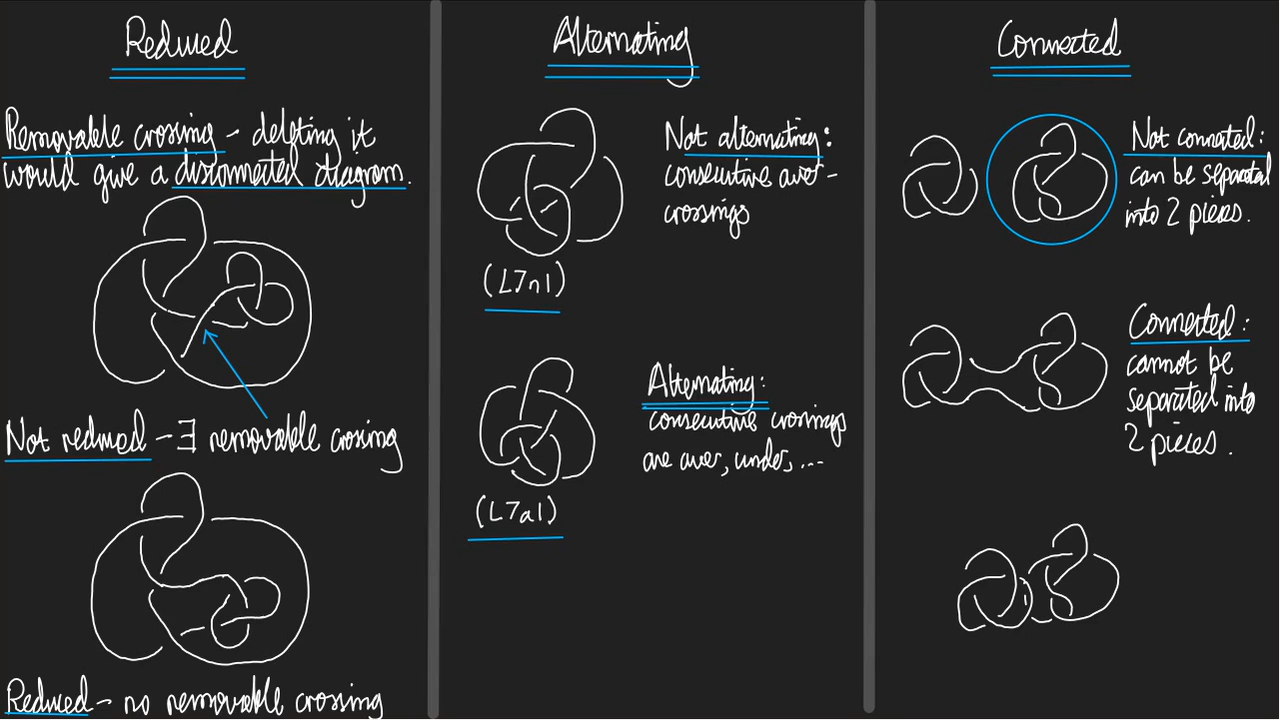 Reduced
Removable crossing - deleting it
would give a disconnected diagram.
Not reduced - ∃ removable crossing
Reduced - no removable crossing
Alternating
Not alternating:
consecutive over-
crossings
(L7n1)
Alternating:
consecutive crossings
are over, under, ...
(L7a1)
Connected
Not connected:
can be separated
into 2 pieces.
Connected:
cannot be
separated into
2 pieces.